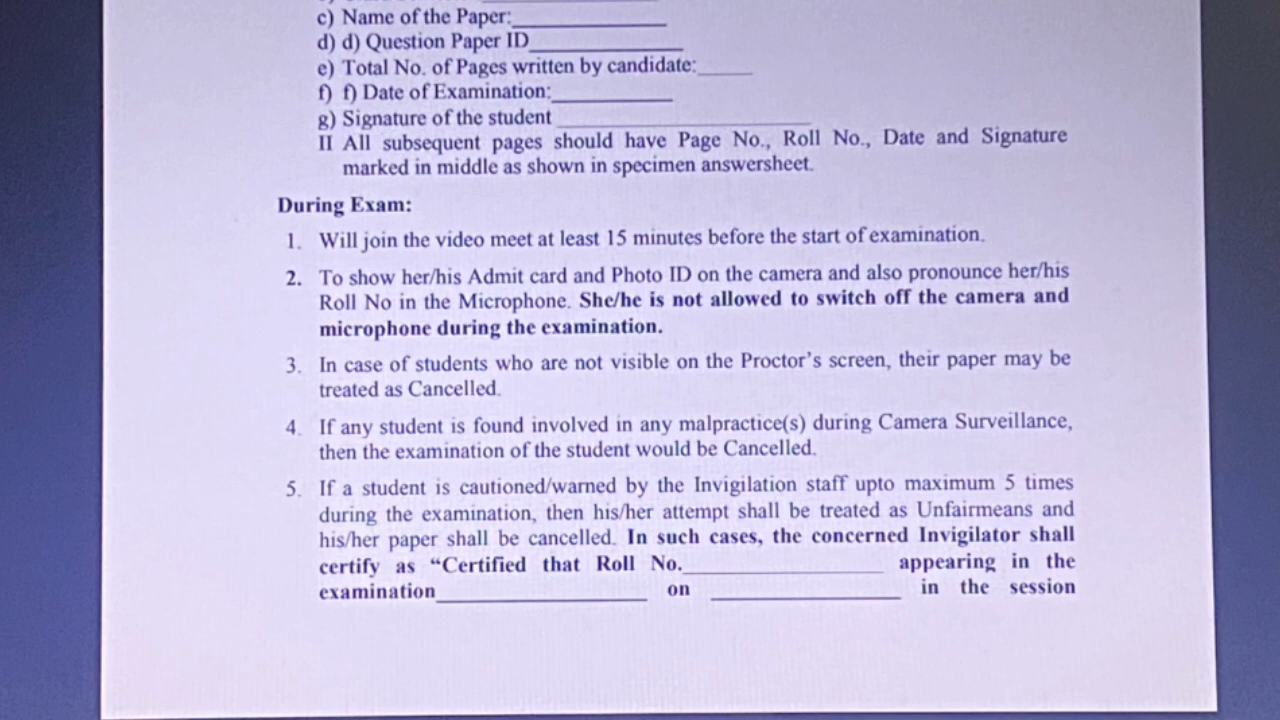 c) Name of the Paper:____________
d) d) Question Paper ID____________
e) Total No. of Pages written by candidate:_____
f) f) Date of Examination:__________
g) Signature of the student ____________________
II All subsequent pages should have Page No., Roll No., Date and Signature
marked in middle as shown in specimen answersheet.
During Exam:
1. Will join the video meet at least 15 minutes before the start of examination.
2. To show her/his Admit card and Photo ID on the camera and also pronounce her/his
Roll No in the Microphone. She/he is not allowed to switch off the camera and
microphone during the examination.
3. In case of students who are not visible on the Proctor's screen, their paper may be
treated as Cancelled.
4. If any student is found involved in any malpractice(s) during Camera Surveillance,
then the examination of the student would be Cancelled.
5. If a student is cautioned/warned by the Invigilation staff upto maximum 5 times
during the examination, then his/her attempt shall be treated as Unfairmeans and
his/her paper shall be cancelled. In such cases, the concerned Invigilator shall
certify as “Certified that Roll No.________________ appearing in the
examination_________________ on _______________ in the session